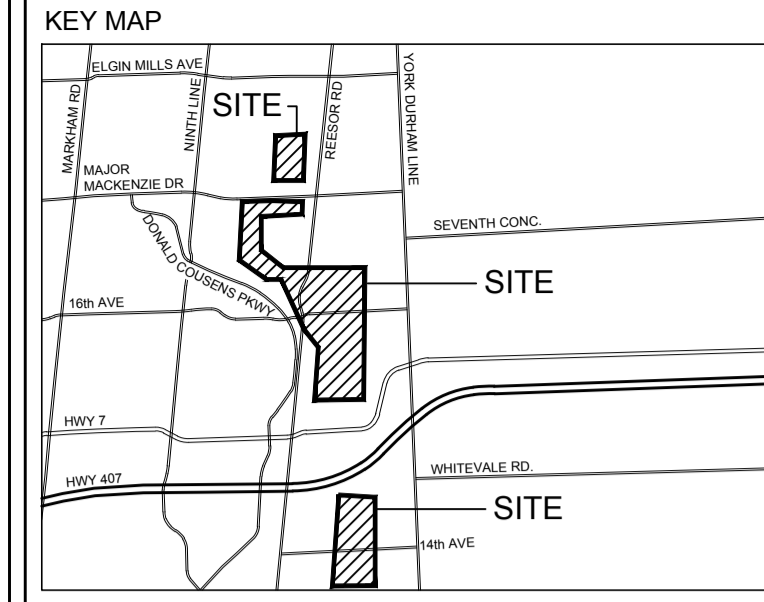 KEY MAP
ELGIN MILLS AVE
MARKHAM RD
NINTH LINE
SITE
REESOR RD
YORK DURHAM LINE
MAJOR
MACKENZIE DR
SEVENTH CONC.
DONALD COUSENS PKWY
SITE
16th AVE
HWY 7
HWY 407
WHITEVALE RD.
SITE
14th AVE